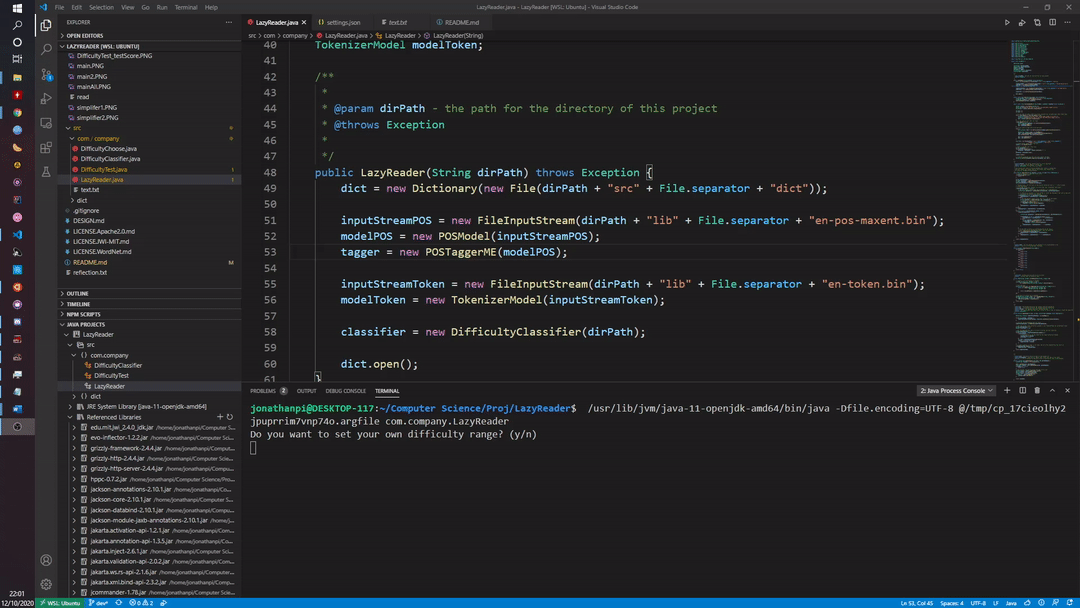 File Edit Selection View Go Run Terminal Help
LazyReader.java - LazyReader [WSL: Ubuntu] - Visual Studio Code
EXPLORER
OPEN EDITORS
LAZYREADER [WSL: UBUNTU]
DifficultyTest_testScore.PNG
main.PNG
main2.PNG
mainAll.PNG
read
simplifer1.PNG
simplifier2.PNG
src
com / company
DifficultyChoose.java
DifficultyClassifier.java
DifficultyTest.java !
LazyReader.java !
text.txt
dict
.gitignore
DESIGN.md
LICENSE.Apache2.0.md
LICENSE.JWI-MIT.md
LICENSE.WordNet.md
README.md M
reflection.txt
OUTLINE
TIMELINE
NPM SCRIPTS
JAVA PROJECTS
LazyReader
src
{} com.company
DifficultyClassifier
DifficultyTest
LazyReader
{} dict
JRE System Library [java-11-openjdk-amd64]
Referenced Libraries
edu.mit.jwi_2.4.0_jdk.jar /home/jonathanpi/Computer S...
evo-inflector-1.2.2.jar /home/jonathanpi/Computer Sc...
grizzly-framework-2.4.4.jar /home/jonathanpi/Compute...
grizzly-http-2.4.4.jar /home/jonathanpi/Computer Scie...
grizzly-http-server-2.4.4.jar /home/jonathanpi/Comput...
hppc-0.7.2.jar /home/jonathanpi/Computer Science/Pro...
jackson-annotations-2.10.1.jar /home/jonathanpi/Com...
jackson-core-2.10.1.jar /home/jonathanpi/Computer S...
jackson-databind-2.10.1.jar /home/jonathanpi/Comput...
jackson-module-jaxb-annotations-2.10.1.jar /home/jon...
jakarta.activation-api-1.2.1.jar /home/jonathanpi/Com...
jakarta.annotation-api-1.3.5.jar /home/jonathanpi/Com...
jakarta.inject-2.6.1.jar /home/jonathanpi/Computer Sc...
jakarta.validation-api-2.0.2.jar /home/jonathanpi/Com...
jakarta.ws.rs-api-2.1.6.jar /home/jonathanpi/Computer...
jakarta.xml.bind-api-2.3.2.jar /home/jonathanpi/Com...
jcommander-1.78.jar /home/jonathanpi/Computer Scie...
LazyReader.java settings.json text.txt README.md
src > com > company > LazyReader.java > LazyReader > LazyReader(String)
40 TokenizerModel modelToken;
41
42 /**
43 *
44 * @param dirPath - the path for the directory of this project
45 * @throws Exception
46 *
47 */
48 public LazyReader(String dirPath) throws Exception {
49 dict = new Dictionary(new File(dirPath + "src" + File.separator + "dict"));
50
51 inputStreamPOS = new FileInputStream(dirPath + "lib" + File.separator + "en-pos-maxent.bin");
52 modelPOS = new POSModel(inputStreamPOS);
53 tagger = new POSTaggerME(modelPOS);
54
55 inputStreamToken = new FileInputStream(dirPath + "lib" + File.separator + "en-token.bin");
56 modelToken = new TokenizerModel(inputStreamToken);
57
58 classifier = new DifficultyClassifier(dirPath);
59
60 dict.open();
61 }
PROBLEMS 2 OUTPUT DEBUG CONSOLE TERMINAL 2: Java Process Console
jonathanpi@DESKTOP-117:~/Computer Science/Proj/LazyReader$ /usr/lib/jvm/java-11-openjdk-amd64/bin/java -Dfile.encoding=UTF-8 @/tmp/cp_17cieolhy2
jpuprrim7vnp74o.argfile com.company.LazyReader
Do you want to set your own difficulty range? (y/n)
22:01
12/10/2020
WSL: Ubuntu dev* 0 2 Ln 53, Col 45 Spaces: 4 UTF-8 LF Java